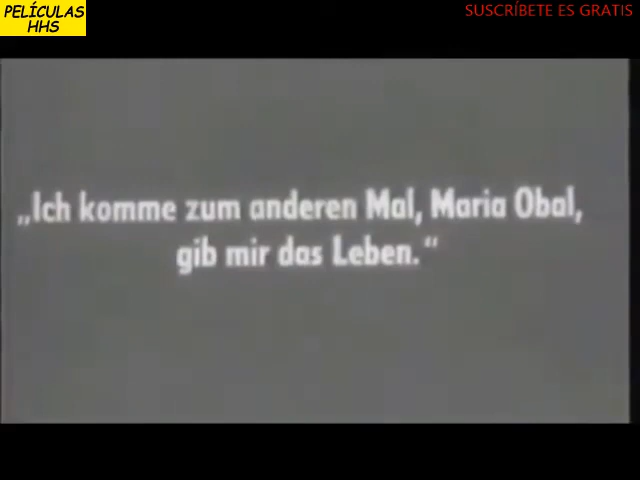 PELÍCULAS
HHS
SUSCRÍBETE ES GRATIS
„Ich komme zum anderen Mal, Maria Obal,
gib mir das Leben.“